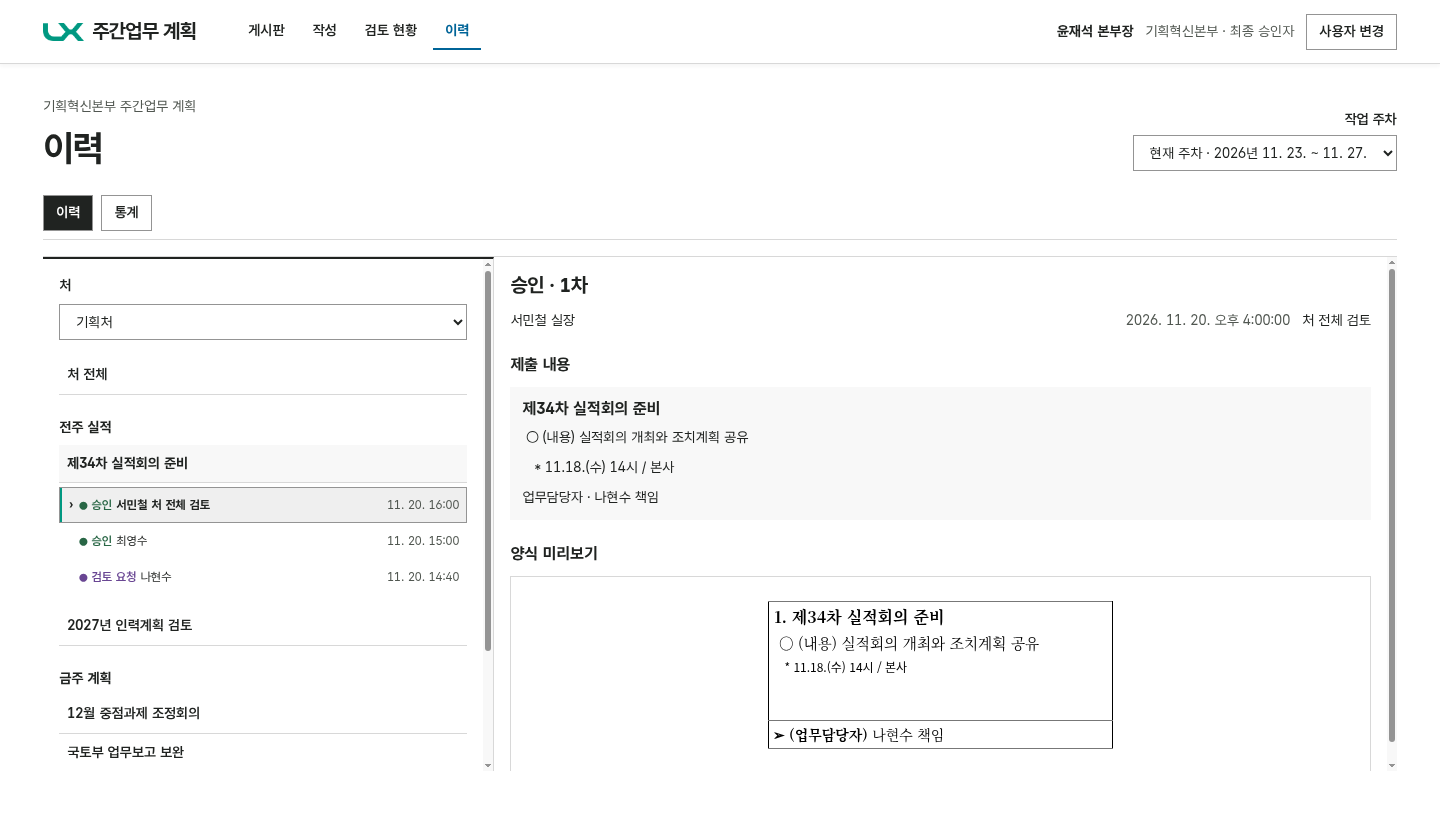 UX 주간업무 계획
게시판 작성 검토 현황 이력
윤재석 본부장 기획혁신본부 · 최종 승인자 사용자 변경
기획혁신본부 주간업무 계획
이력
작업 주차
현재 주차 · 2026년 11. 23. ~ 11. 27.
이력 통계
처
기획처
처 전체
전주 실적
제34차 실적회의 준비
› ● 승인 서민철 처 전체 검토 11. 20. 16:00
● 승인 최영수 11. 20. 15:00
● 검토 요청 나현수 11. 20. 14:40
2027년 인력계획 검토
금주 계획
12월 중점과제 조정회의
국토부 업무보고 보완
승인 · 1차
서민철 실장 2026. 11. 20. 오후 4:00:00 처 전체 검토
제출 내용
제34차 실적회의 준비
○ (내용) 실적회의 개최와 조치계획 공유
* 11.18.(수) 14시 / 본사
업무담당자 · 나현수 책임
양식 미리보기
1. 제34차 실적회의 준비
○ (내용) 실적회의 개최와 조치계획 공유
* 11.18.(수) 14시 / 본사
➢ (업무담당자) 나현수 책임